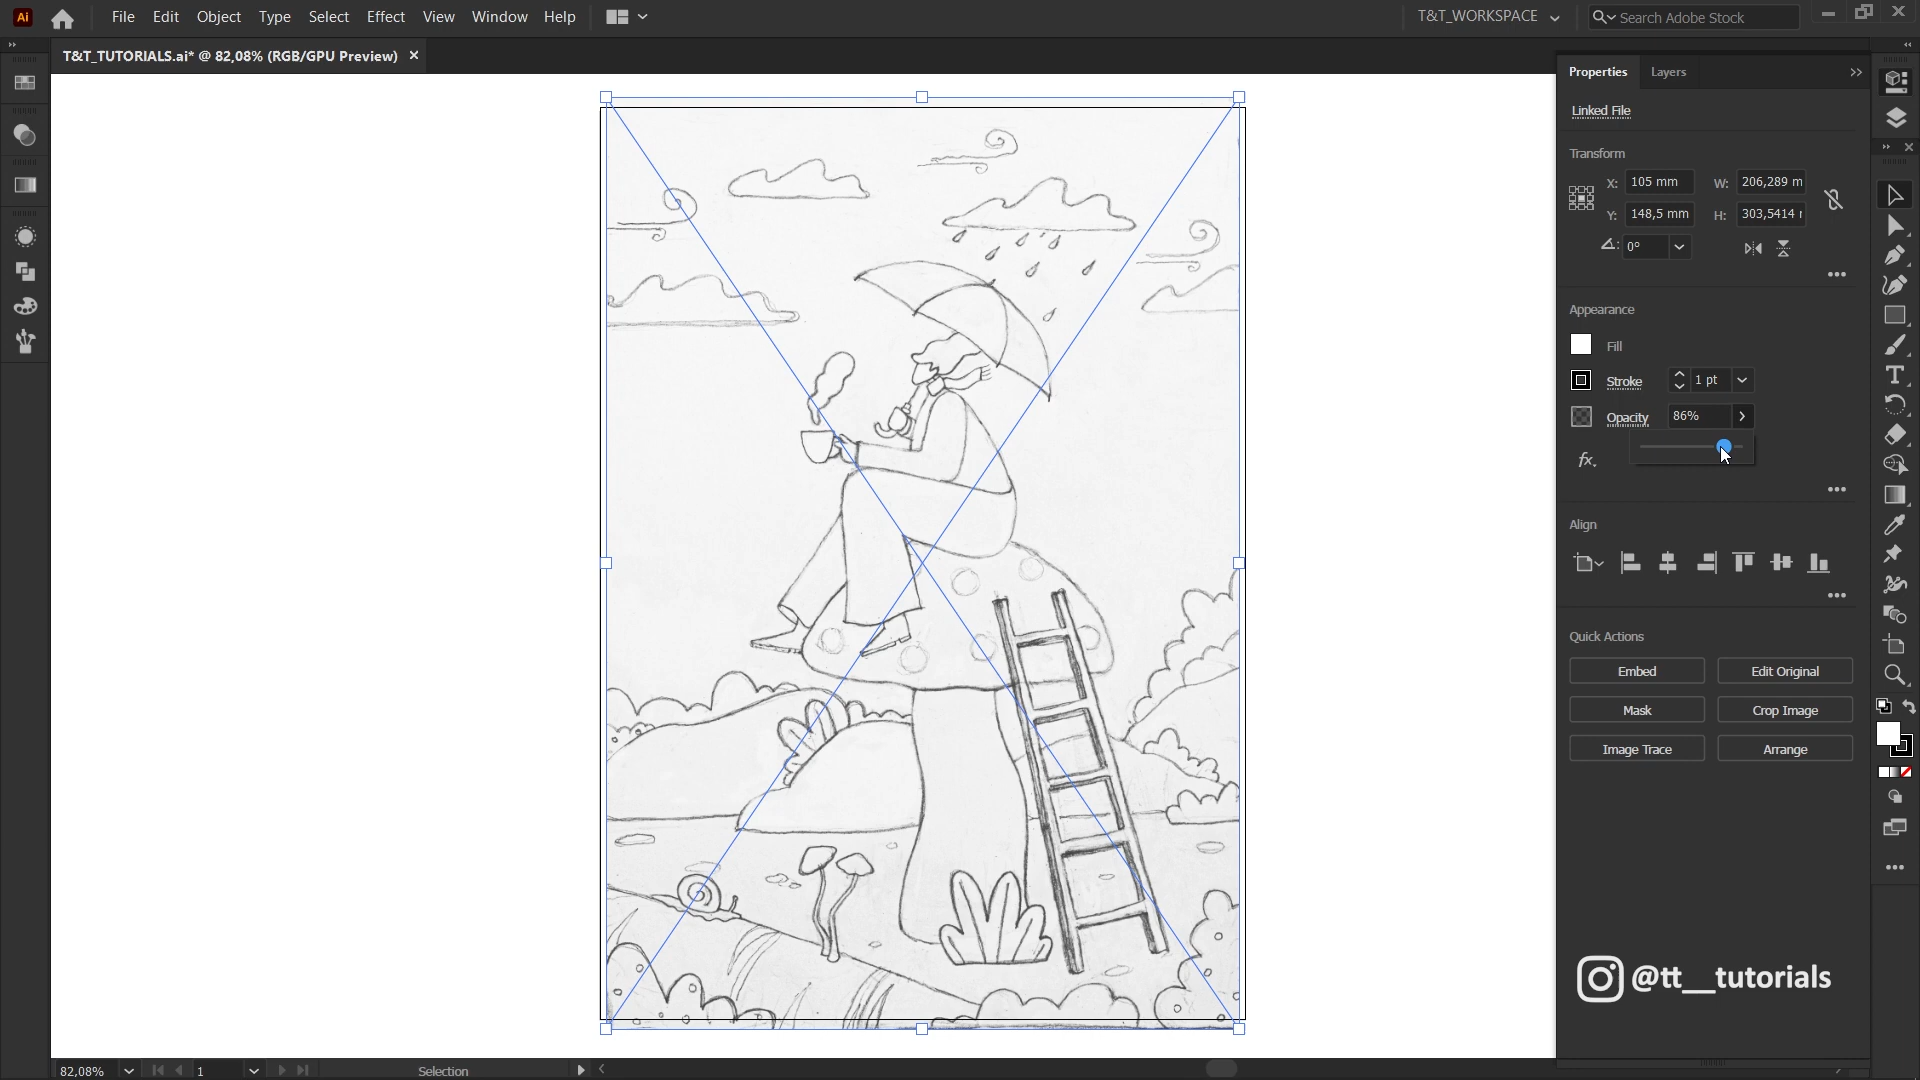 Ai File Edit Object Type Select Effect View Window Help T&T_WORKSPACE Search Adobe Stock
T&T_TUTORIALS.ai* @ 82,08% (RGB/GPU Preview) ×
Properties Layers
Linked File
Transform
X: 105 mm W: 206,289 m
Y: 148,5 mm H: 303,5414 r
0°
Appearance
Fill
Stroke 1 pt
Opacity 86%
fx.
Align
Quick Actions
Embed Edit Original
Mask Crop Image
Image Trace Arrange
@tt__tutorials
82,08% 1 Selection